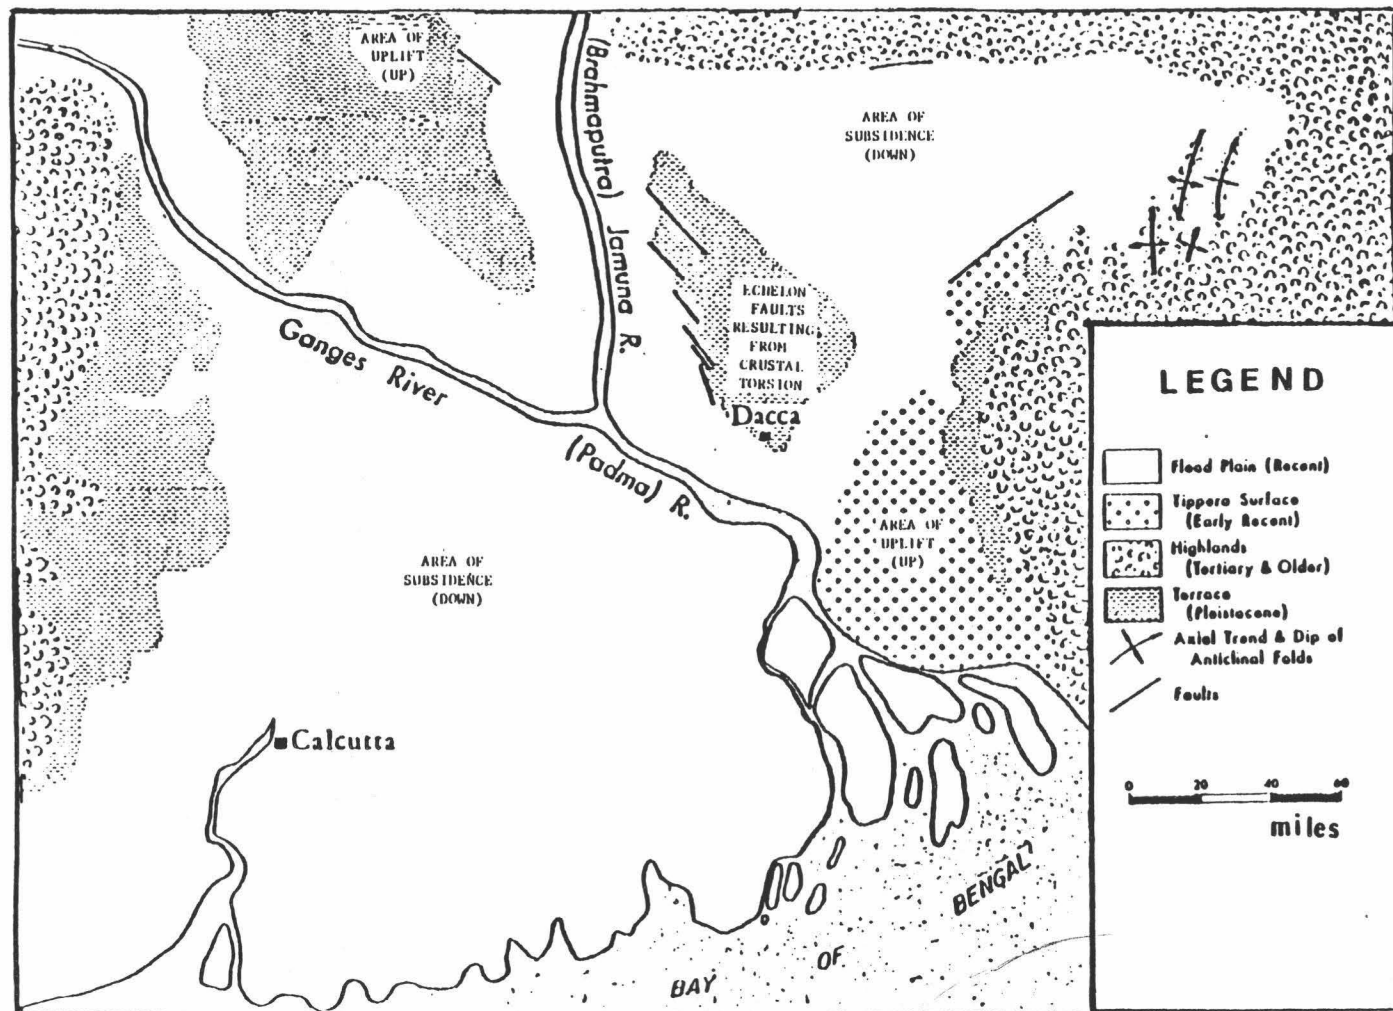 AREA OF
UPLIFT
(UP)
(Brahmaputra) Jamuna R.
AREA OF
SUBSIDENCE
(DOWN)
ECHELON
FAULTS
RESULTING
FROM
CRUSTAL
TORSION
Dacca
Ganges River
(Padma) R.
AREA OF
UPLIFT
(UP)
AREA OF
SUBSIDENCE
(DOWN)
Calcutta
BAY OF BENGAL
LEGEND
Flood Plain (Recent)
Tippera Surface
(Early Recent)
Highlands
(Tertiary & Older)
Terrace
(Pleistocene)
Axial Trend & Dip of
Anticlinal Folds
Faults
0 20 40 60
miles